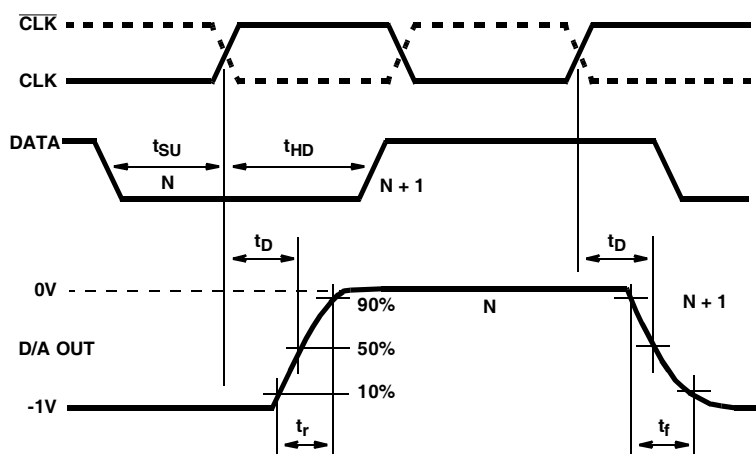 CLK
CLK
DATA
tSU
tHD
N
N + 1
tD
tD
0V
90%
N
N + 1
D/A OUT
50%
10%
-1V
tr
tf